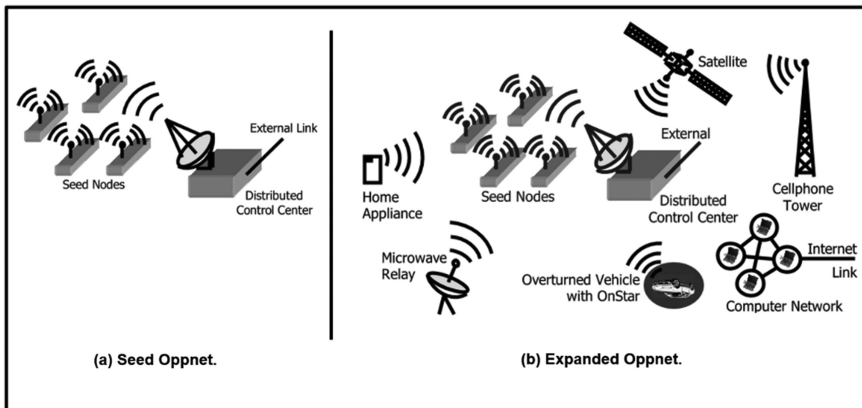 External Link
Seed Nodes
Distributed
Control Center
(a) Seed Oppnet.
Satellite
External
Home
Appliance
Seed Nodes
Distributed
Control Center
Cellphone
Tower
Microwave
Relay
Overturned Vehicle
with OnStar
Internet
Link
Computer Network
(b) Expanded Oppnet.